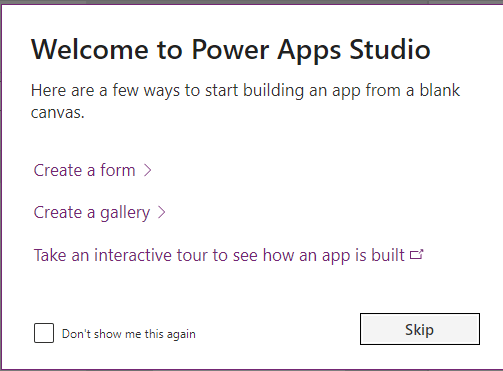 Welcome to Power Apps Studio
Here are a few ways to start building an app from a blank
canvas.
Create a form
Create a gallery
Take an interactive tour to see how an app is built
Don't show me this again
Skip